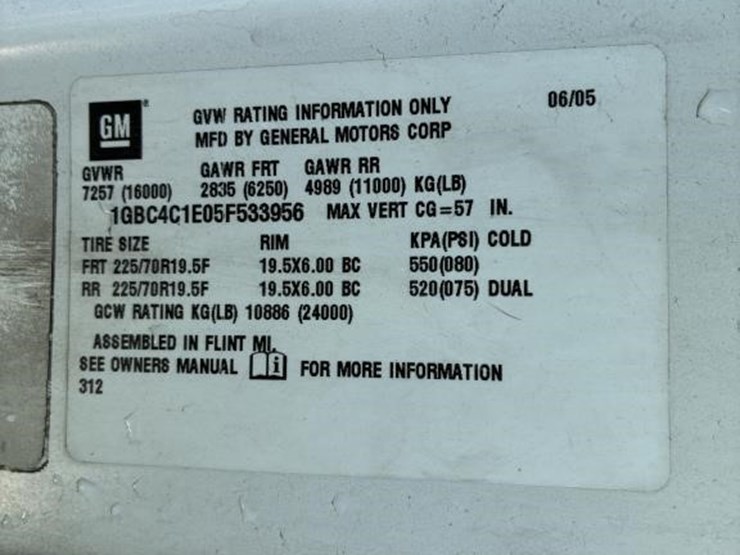 GM
GVW RATING INFORMATION ONLY 06/05
MFD BY GENERAL MOTORS CORP
GVWR GAWR FRT GAWR RR
7257 (16000) 2835 (6250) 4989 (11000) KG(LB)
1GBC4C1E05F533956 MAX VERT CG=57 IN.
TIRE SIZE RIM KPA(PSI) COLD
FRT 225/70R19.5F 19.5X6.00 BC 550(080)
RR 225/70R19.5F 19.5X6.00 BC 520(075) DUAL
GCW RATING KG(LB) 10886 (24000)
ASSEMBLED IN FLINT MI.
SEE OWNERS MANUAL i FOR MORE INFORMATION
312